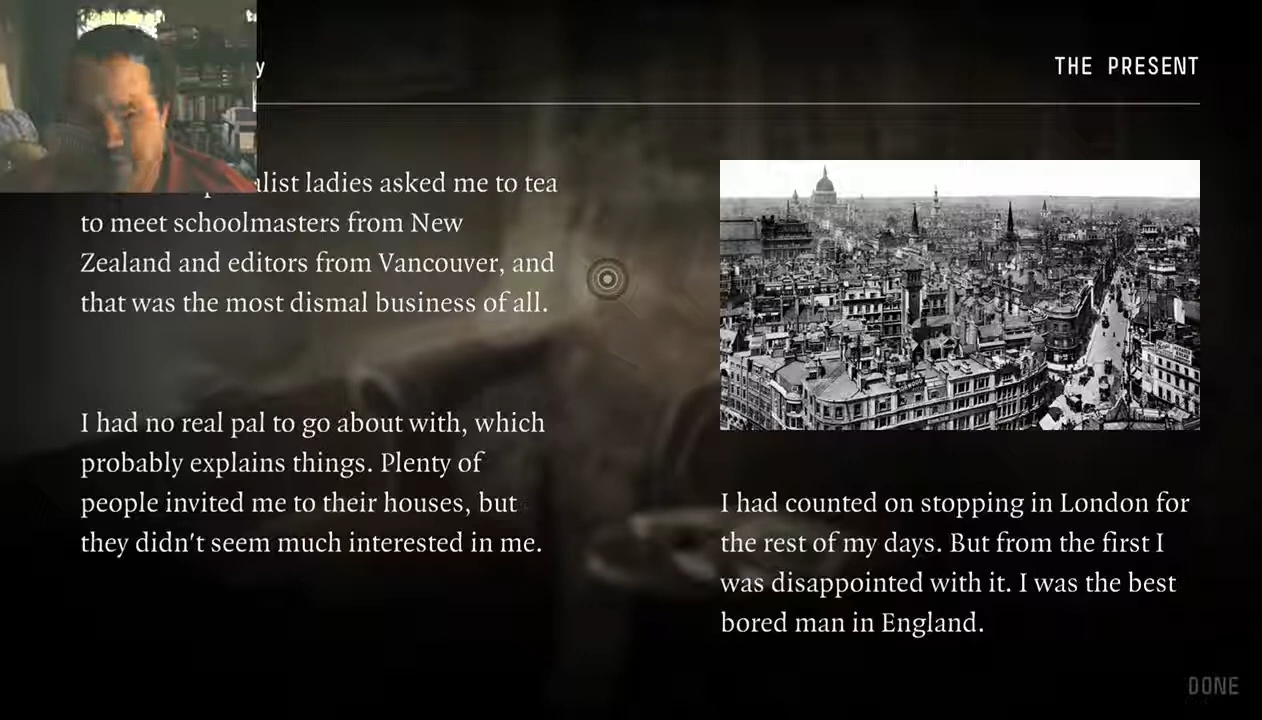 THE PRESENT
ladies asked me to tea
to meet schoolmasters from New
Zealand and editors from Vancouver, and
that was the most dismal business of all.
I had no real pal to go about with, which
probably explains things. Plenty of
people invited me to their houses, but
they didn't seem much interested in me.
I had counted on stopping in London for
the rest of my days. But from the first I
was disappointed with it. I was the best
bored man in England.
DONE